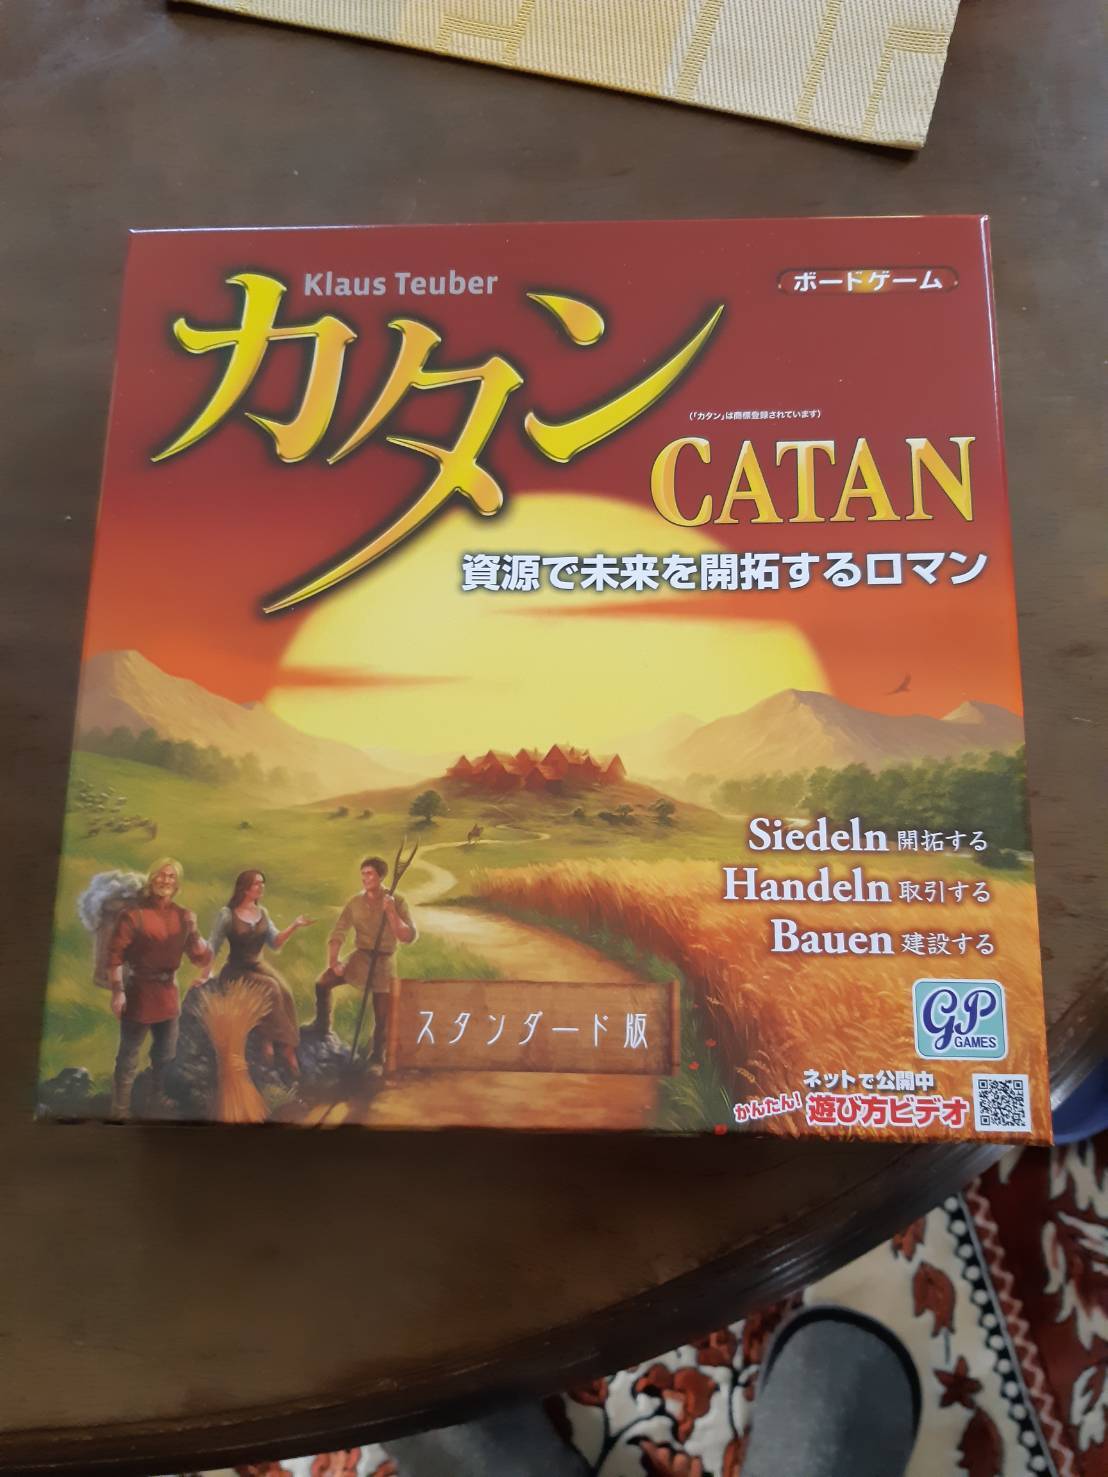 Klaus Teuber
ボードゲーム
カタン
(「カタン」は商標登録されています)
CATAN
資源で未来を開拓するロマン
Siedeln 開拓する
Handeln 取引する
Bauen 建設する
スタンダード版
GP
GAMES
ネットで公開中
かんたん! 遊び方ビデオ